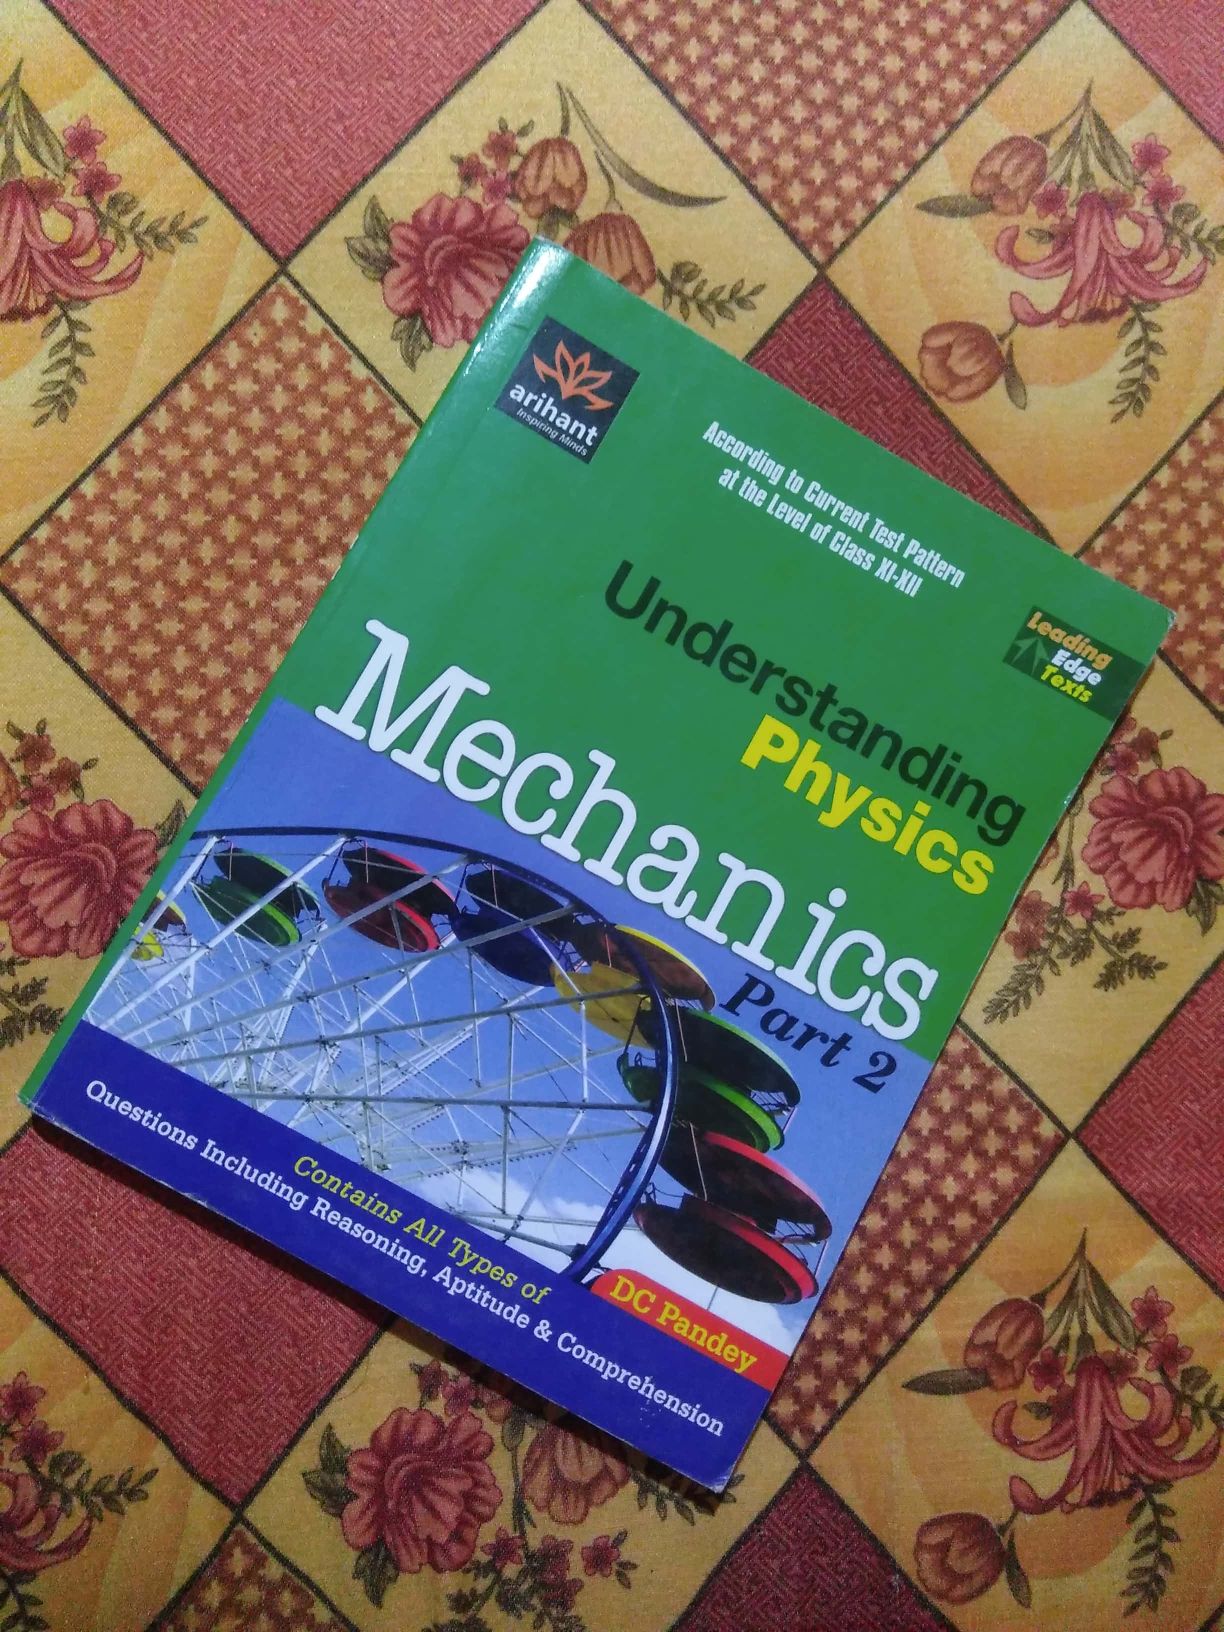 arihant
Inspiring Minds
According to Current Test Pattern
at the Level of Class XI-XII
Leading
Edge
Texts
Understanding
Physics
Mechanics
Part 2
DC Pandey
Contains All Types of
Questions Including Reasoning, Aptitude & Comprehension